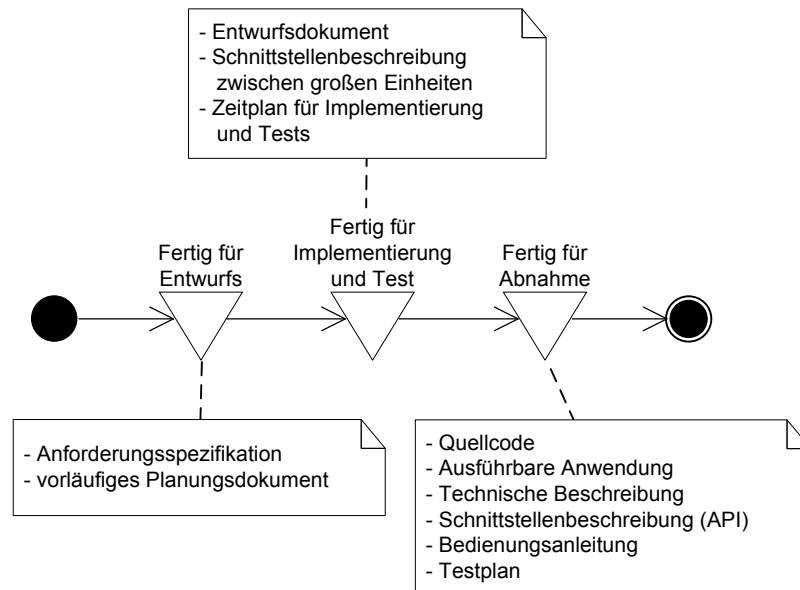 - Entwurfsdokument
- Schnittstellenbeschreibung
zwischen großen Einheiten
- Zeitplan für Implementierung
und Tests
Fertig für
Entwurfs
Fertig für
Implementierung
und Test
Fertig für
Abnahme
- Anforderungsspezifikation
- vorläufiges Planungsdokument
- Quellcode
- Ausführbare Anwendung
- Technische Beschreibung
- Schnittstellenbeschreibung (API)
- Bedienungsanleitung
- Testplan